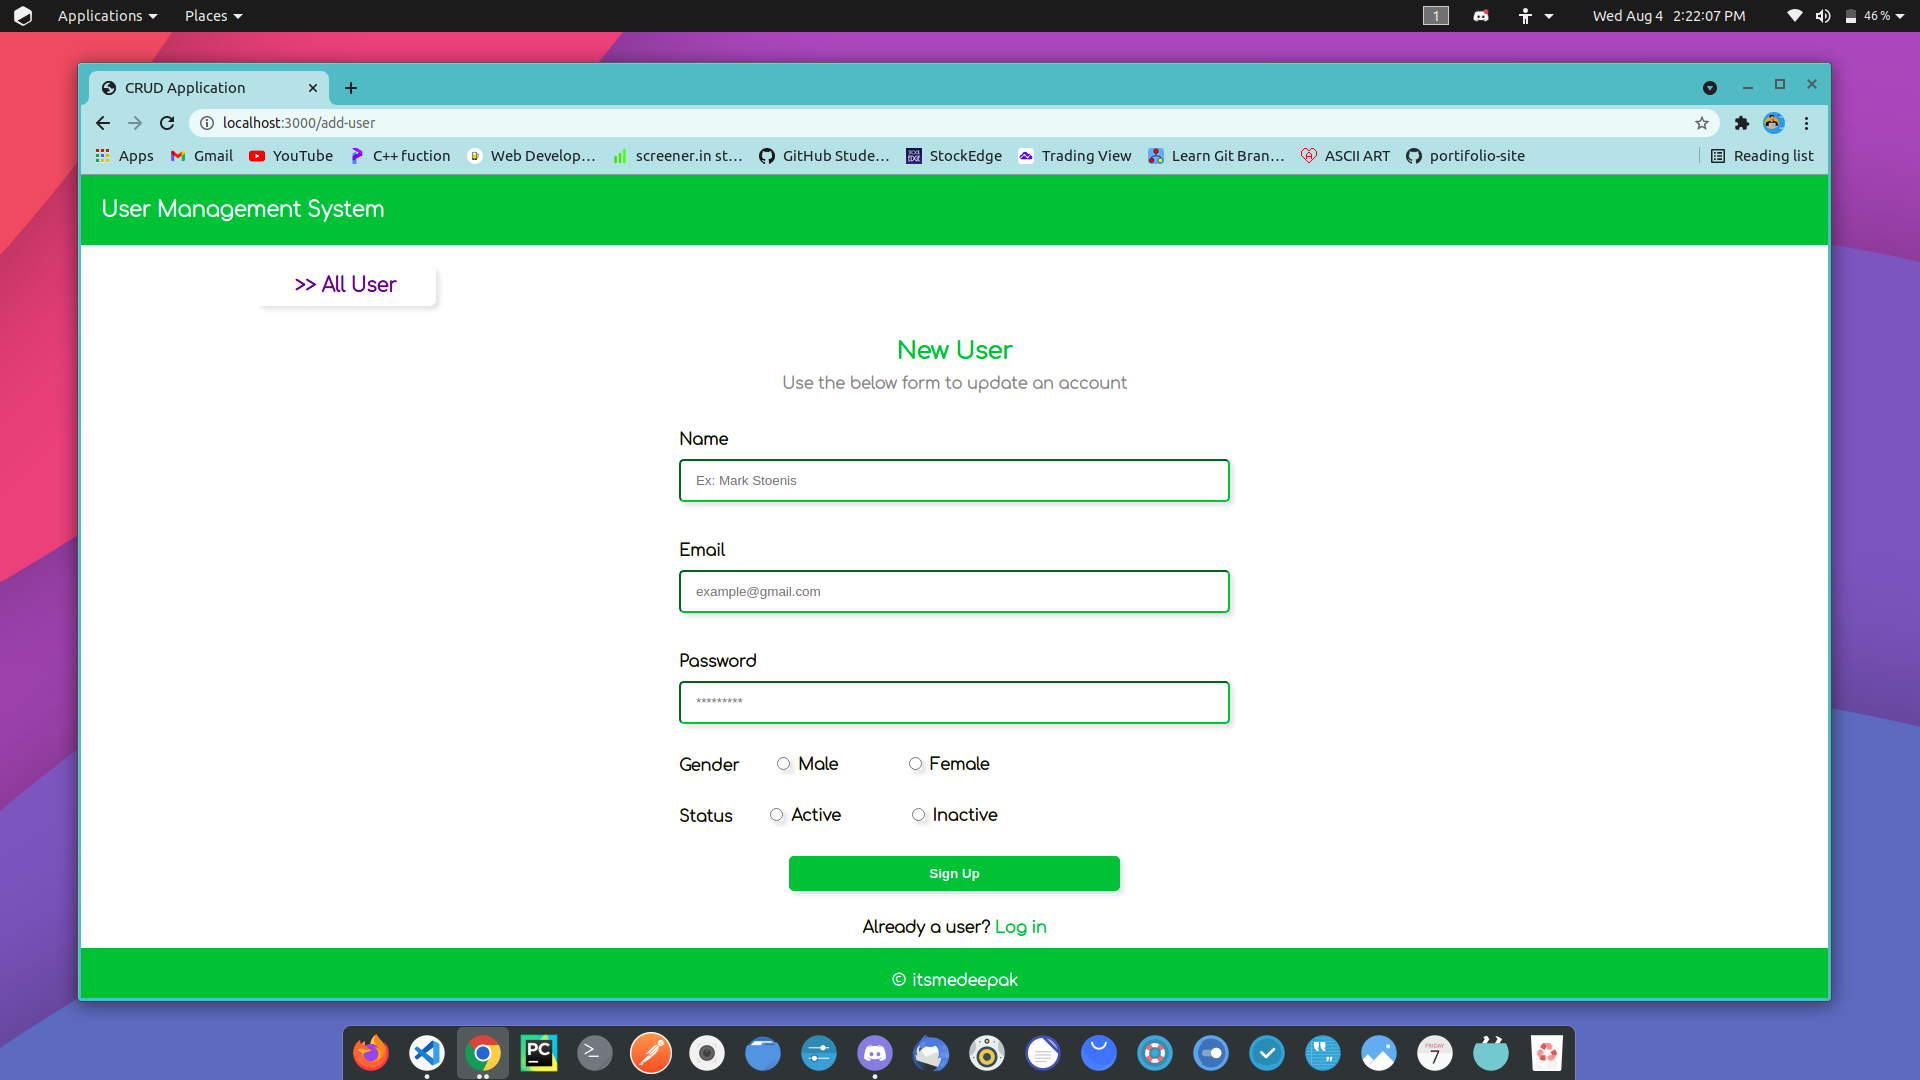 Applications Places 1 Wed Aug 4 2:22:07 PM 46 %
CRUD Application
localhost:3000/add-user
Apps Gmail YouTube C++ fuction Web Develop... screener.in st... GitHub Stude... StockEdge Trading View Learn Git Bran... ASCII ART portifolio-site Reading list
User Management System
>> All User
New User
Use the below form to update an account
Name
Ex: Mark Stoenis
Email
example@gmail.com
Password
*********
Gender Male Female
Status Active Inactive
Sign Up
Already a user? Log in
© itsmedeepak
PC
FRIDAY
7